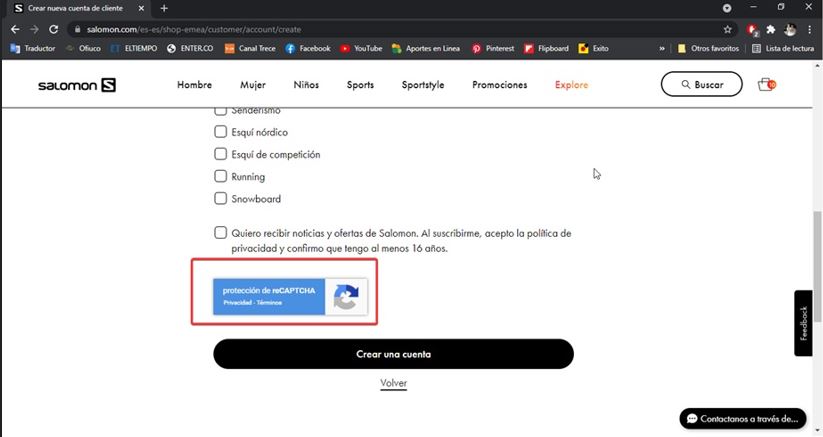 Crear nueva cuenta de cliente
salomon.com/es-es/shop-emea/customer/account/create
Traductor Ofiuco ELTIEMPO ENTER.CO Canal Trece Facebook YouTube Aportes en Linea Pinterest Flipboard Exito » Otros favoritos Lista de lectura
salomon Hombre Mujer Niños Sports Sportstyle Promociones Explore Buscar 10
Senderismo
Esquí nórdico
Esquí de competición
Running
Snowboard
Quiero recibir noticias y ofertas de Salomon. Al suscribirme, acepto la política de
privacidad y confirmo que tengo al menos 16 años.
protección de reCAPTCHA
Privacidad - Términos
Feedback
Crear una cuenta
Volver
Contactanos a través de...